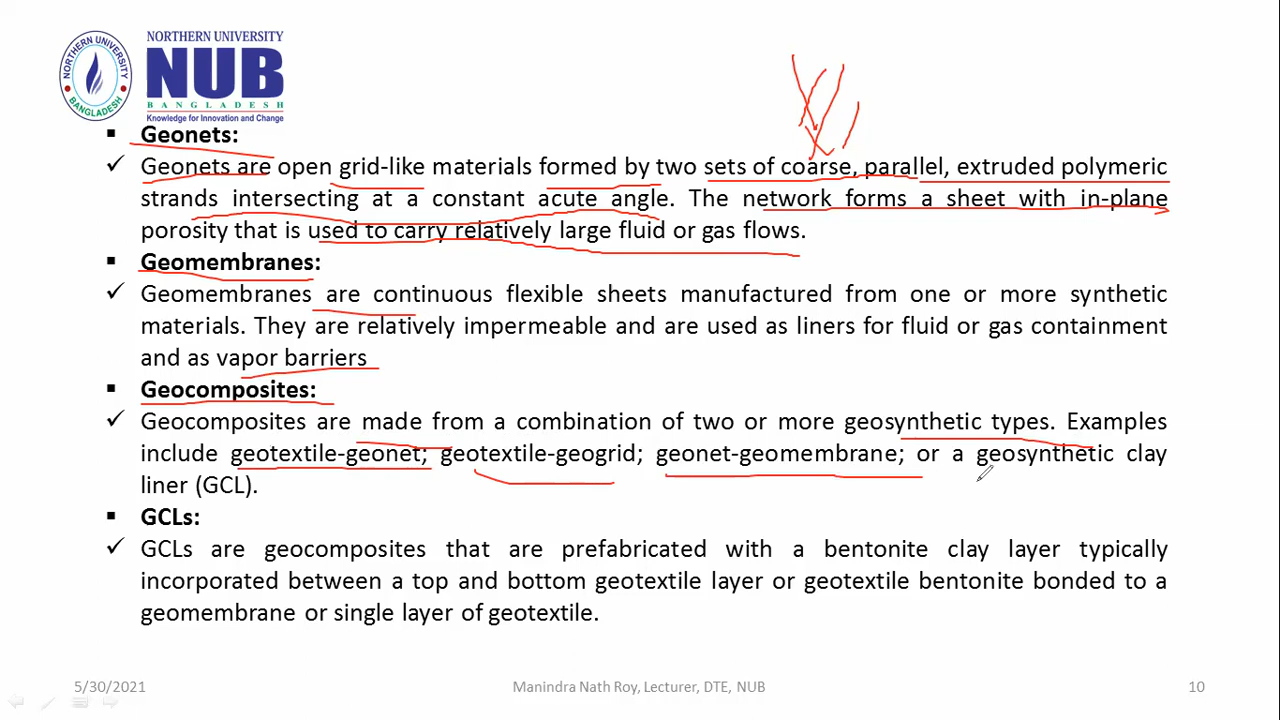 NORTHERN UNIVERSITY
NORTHERN UNIVERSITY
NUB
BANGLADESH
BANGLADESH
Knowledge for Innovation and Change
▪ Geonets:
✓ Geonets are open grid-like materials formed by two sets of coarse, parallel, extruded polymeric
strands intersecting at a constant acute angle. The network forms a sheet with in-plane
porosity that is used to carry relatively large fluid or gas flows.
▪ Geomembranes:
✓ Geomembranes are continuous flexible sheets manufactured from one or more synthetic
materials. They are relatively impermeable and are used as liners for fluid or gas containment
and as vapor barriers
▪ Geocomposites:
✓ Geocomposites are made from a combination of two or more geosynthetic types. Examples
include geotextile-geonet; geotextile-geogrid; geonet-geomembrane; or a geosynthetic clay
liner (GCL).
▪ GCLs:
✓ GCLs are geocomposites that are prefabricated with a bentonite clay layer typically
incorporated between a top and bottom geotextile layer or geotextile bentonite bonded to a
geomembrane or single layer of geotextile.
5/30/2021 Manindra Nath Roy, Lecturer, DTE, NUB 10